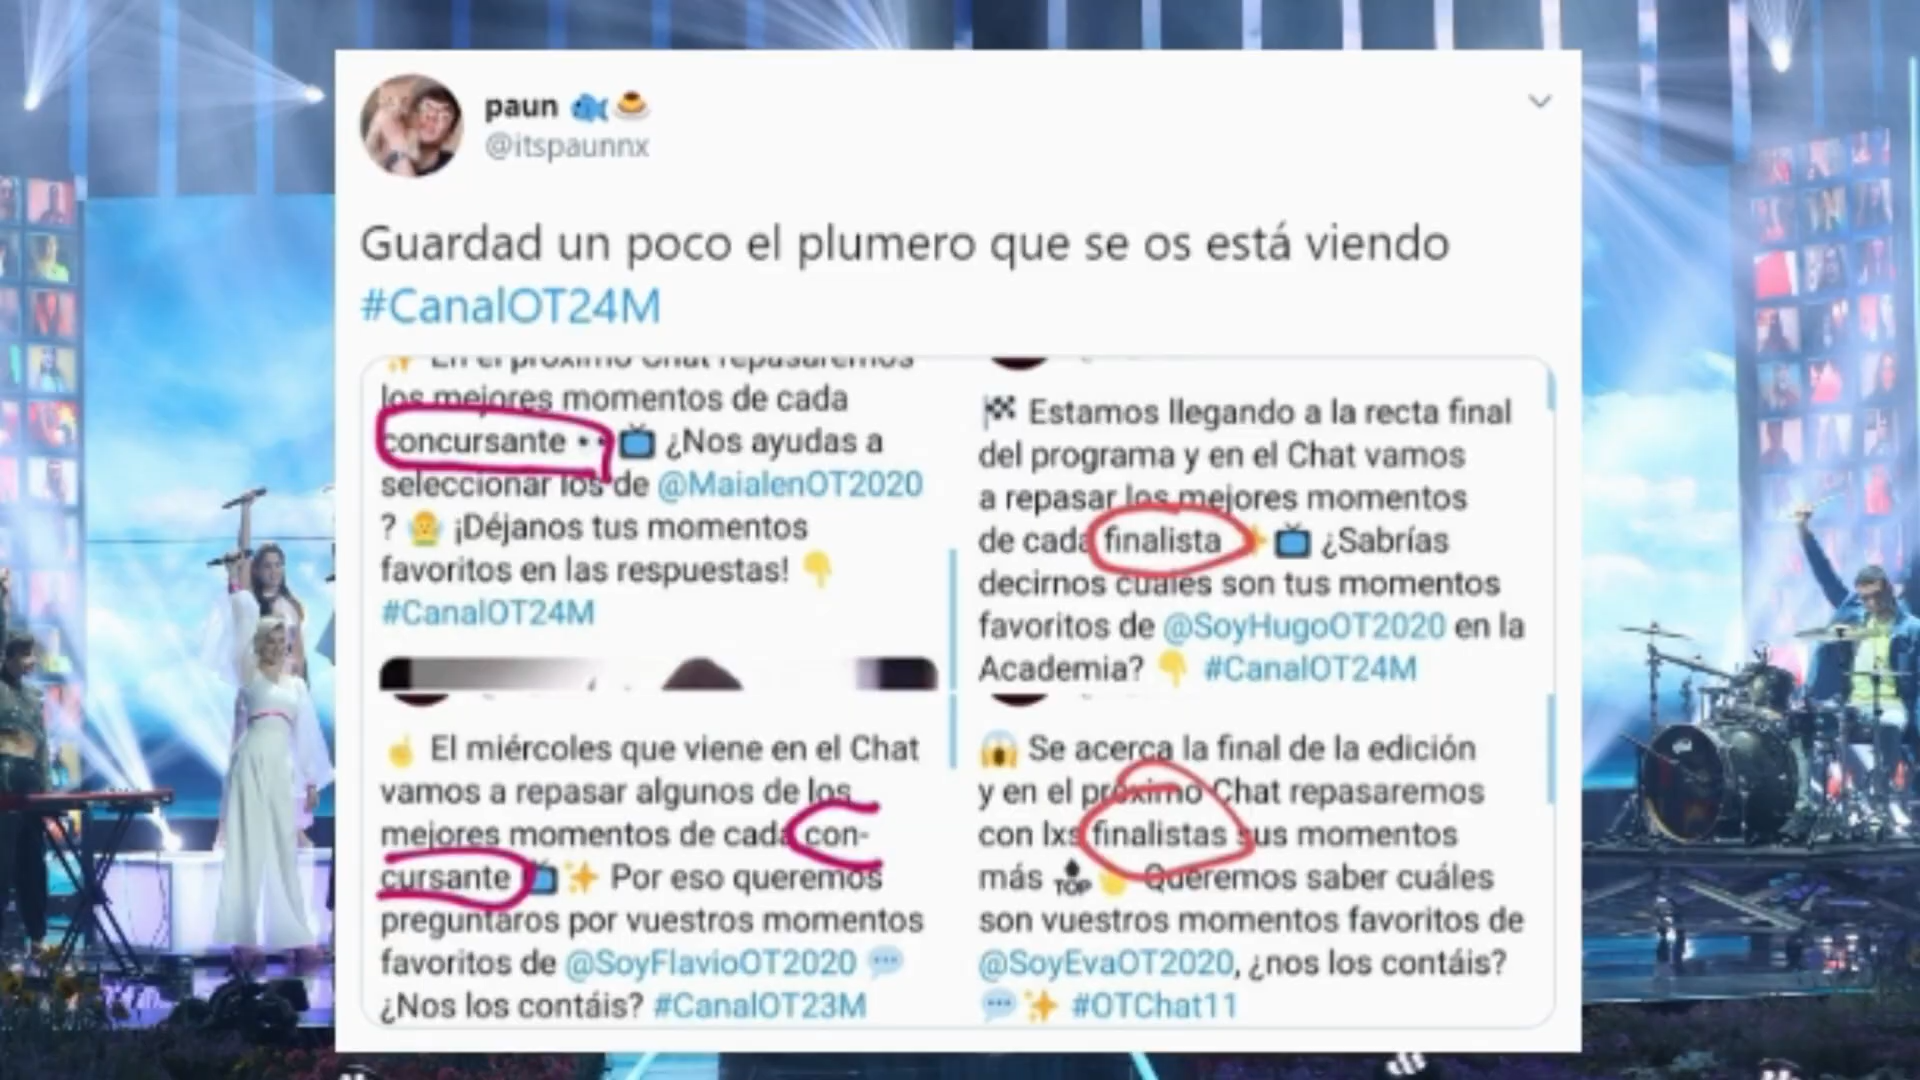 paun
@itspaunnx
Guardad un poco el plumero que se os está viendo
#CanalOT24M
En el próximo Chat repasaremos
los mejores momentos de cada
concursante ¿Nos ayudas a
seleccionar los de @MaialenOT2020
? ¡Déjanos tus momentos
favoritos en las respuestas!
#CanalOT24M
Estamos llegando a la recta final
del programa y en el Chat vamos
a repasar los mejores momentos
de cada finalista ¿Sabrías
decirnos cuáles son tus momentos
favoritos de @SoyHugoOT2020 en la
Academia? #CanalOT24M
El miércoles que viene en el Chat
vamos a repasar algunos de los
mejores momentos de cada con-
cursante Por eso queremos
preguntaros por vuestros momentos
favoritos de @SoyFlavioOT2020
¿Nos los contáis? #CanalOT23M
Se acerca la final de la edición
y en el próximo Chat repasaremos
con lxs finalistas sus momentos
más TOP Queremos saber cuáles
son vuestros momentos favoritos de
@SoyEvaOT2020, ¿nos los contáis?
#OTChat11